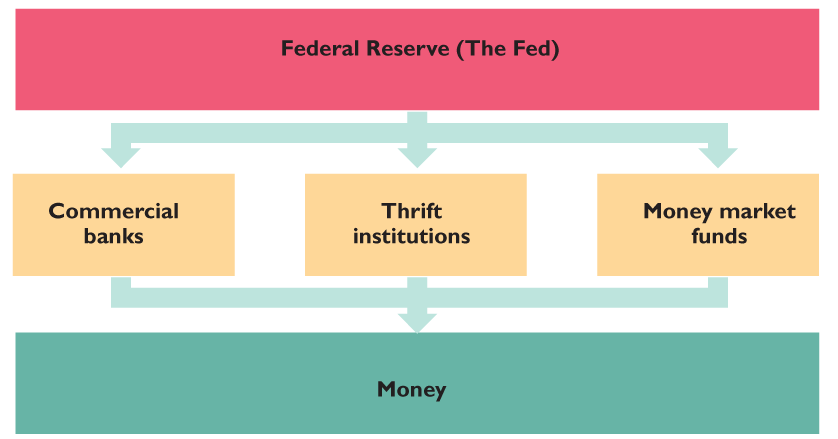 Federal Reserve (The Fed)
Commercial
banks
Thrift
institutions
Money market
funds
Money